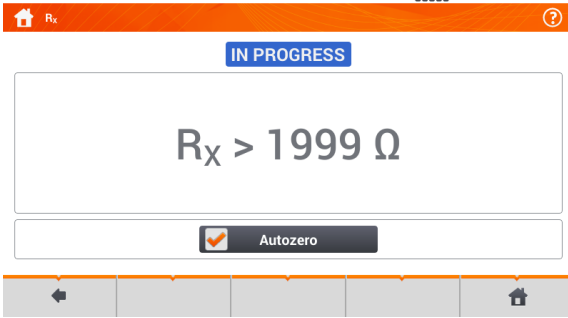 Rx
?
IN PROGRESS
Rx > 1999 Ω
Autozero